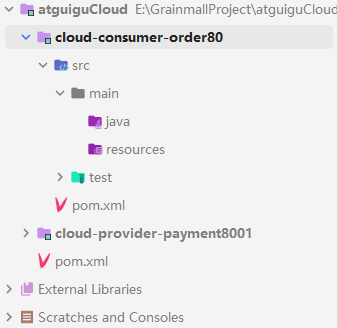 atguiguCloud E:\GrainmallProject\atguiguCloud
cloud-consumer-order80
src
main
java
resources
test
pom.xml
cloud-provider-payment8001
pom.xml
External Libraries
Scratches and Consoles